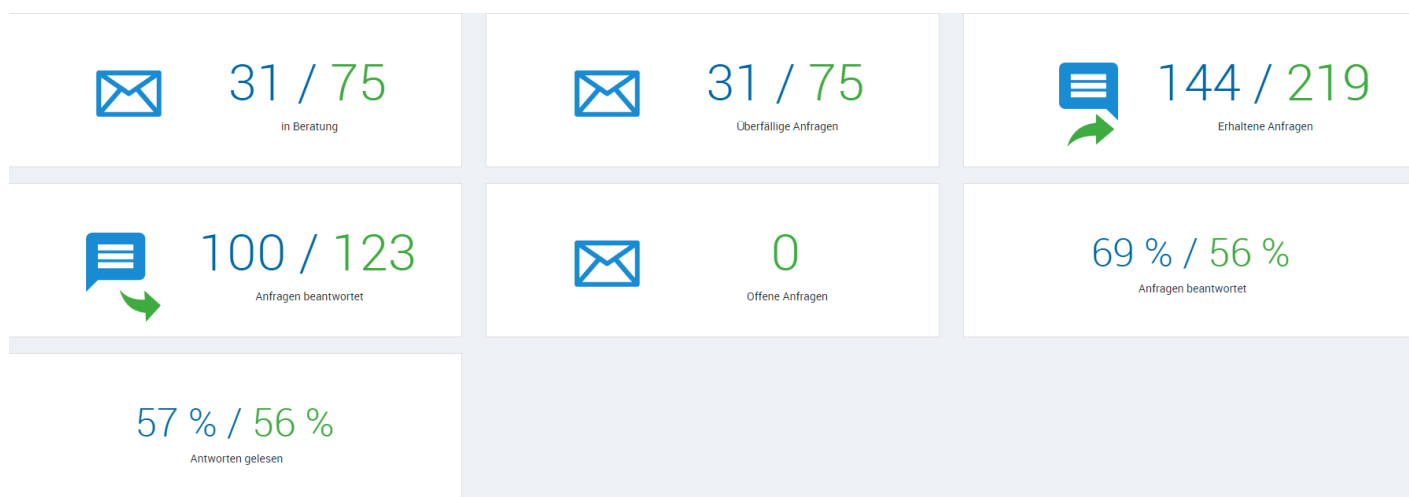 31 / 75
in Beratung
31 / 75
Überfällige Anfragen
144 / 219
Erhaltene Anfragen
100 / 123
Anfragen beantwortet
0
Offene Anfragen
69 % / 56 %
Anfragen beantwortet
57 % / 56 %
Antworten gelesen